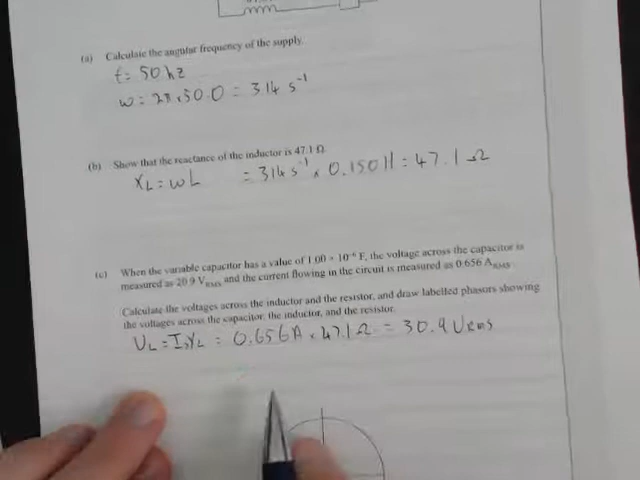 (a) Calculate the angular frequency of the supply.
f = 50 hz
ω = 2π × 50.0 = 314 s⁻¹
(b) Show that the reactance of the inductor is 47.1 Ω
X_L = ωL = 314 s⁻¹ × 0.150 H = 47.1 Ω
(c) When the variable capacitor has a value of 1.00 × 10⁻⁴ F, the voltage across the capacitor is
measured as 20.9 V_RMS and the current flowing in the circuit is measured as 0.656 A_RMS.
Calculate the voltages across the inductor and the resistor, and draw labelled phasors showing
the voltages across the capacitor, the inductor, and the resistor.
V_L = I X_L = 0.656A × 47.1 Ω = 30.9 V rms